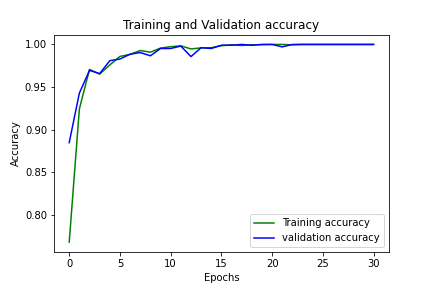 Training and Validation accuracy
Accuracy
1.00
0.95
0.90
0.85
0.80
Training accuracy
validation accuracy
0 5 10 15 20 25 30
Epochs